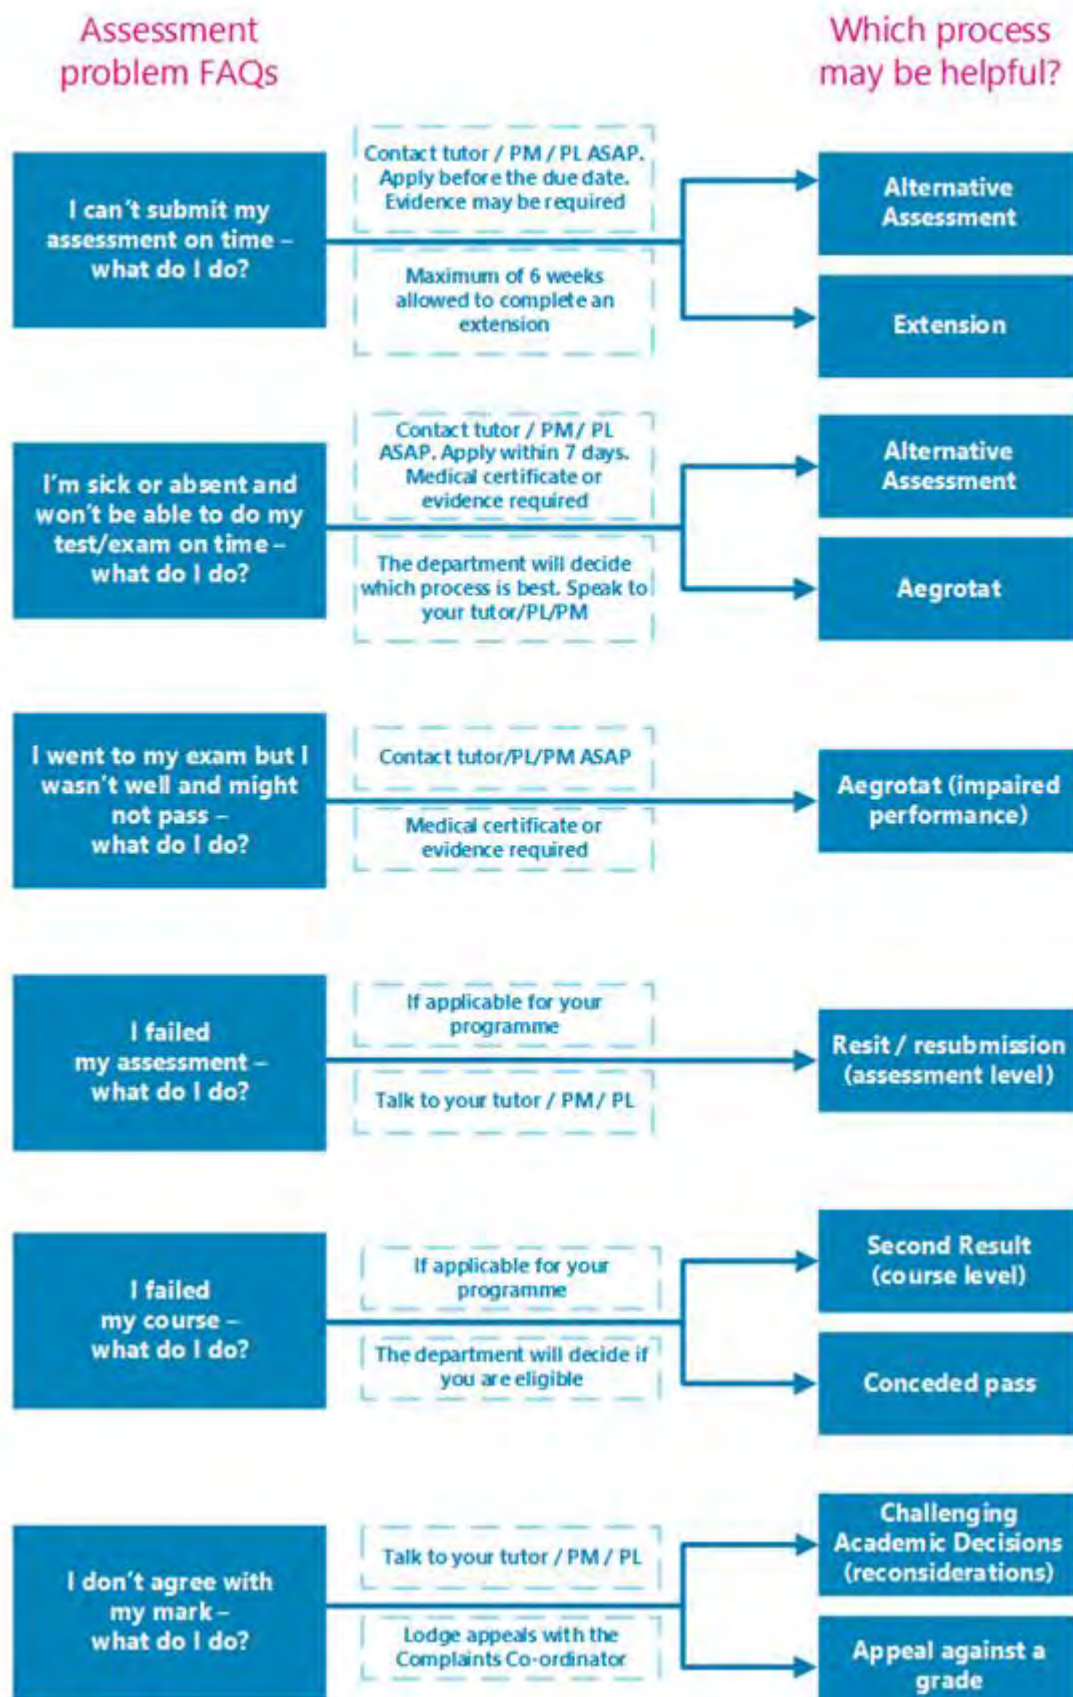 Assessment
problem FAQs
Which process
may be helpful?
I can't submit my
assessment on time –
what do I do?
Contact tutor / PM / PL ASAP.
Apply before the due date.
Evidence may be required
Maximum of 6 weeks
allowed to complete an
extension
Alternative
Assessment
Extension
I'm sick or absent and
won't be able to do my
test/exam on time –
what do I do?
Contact tutor / PM / PL
ASAP. Apply within 7 days.
Medical certificate or
evidence required
The department will decide
which process is best. Speak to
your tutor/PL/PM
Alternative
Assessment
Aegrotat
I went to my exam but I
wasn't well and might
not pass –
what do I do?
Contact tutor/PL/PM ASAP
Medical certificate or
evidence required
Aegrotat (impaired
performance)
I failed
my assessment –
what do I do?
If applicable for your
programme
Talk to your tutor / PM / PL
Resit / resubmission
(assessment level)
I failed
my course –
what do I do?
If applicable for your
programme
The department will decide if
you are eligible
Second Result
(course level)
Conceded pass
I don't agree with
my mark –
what do I do?
Talk to your tutor / PM / PL
Lodge appeals with the
Complaints Co-ordinator
Challenging
Academic Decisions
(reconsiderations)
Appeal against a
grade